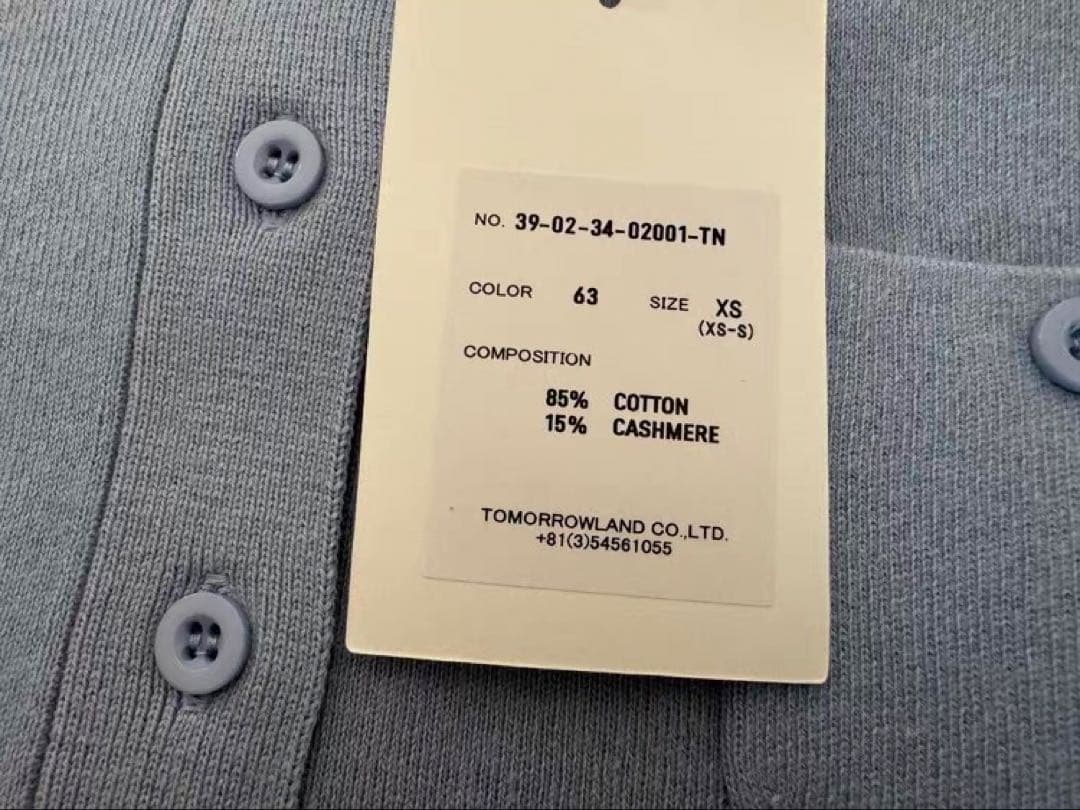 NO. 39-02-34-02001-TN
COLOR 63 SIZE XS
(XS-S)
COMPOSITION
85% COTTON
15% CASHMERE
TOMORROWLAND CO.,LTD.
+81(3)54561055